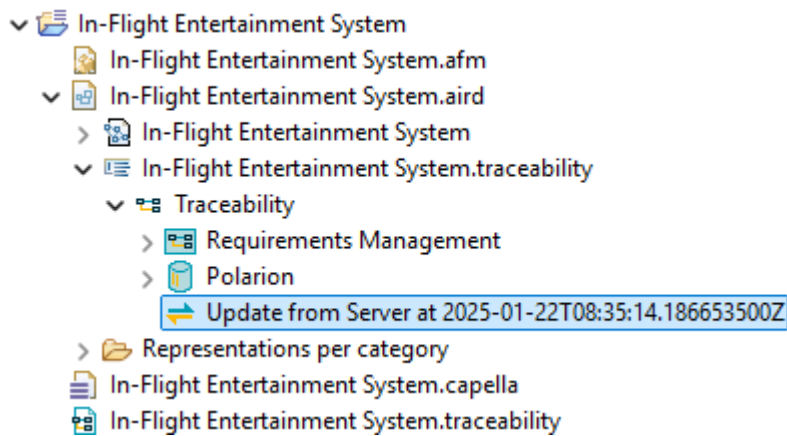 In-Flight Entertainment System
In-Flight Entertainment System.afm
In-Flight Entertainment System.aird
In-Flight Entertainment System
In-Flight Entertainment System.traceability
Traceability
Requirements Management
Polarion
Update from Server at 2025-01-22T08:35:14.186653500Z
Representations per category
In-Flight Entertainment System.capella
In-Flight Entertainment System.traceability